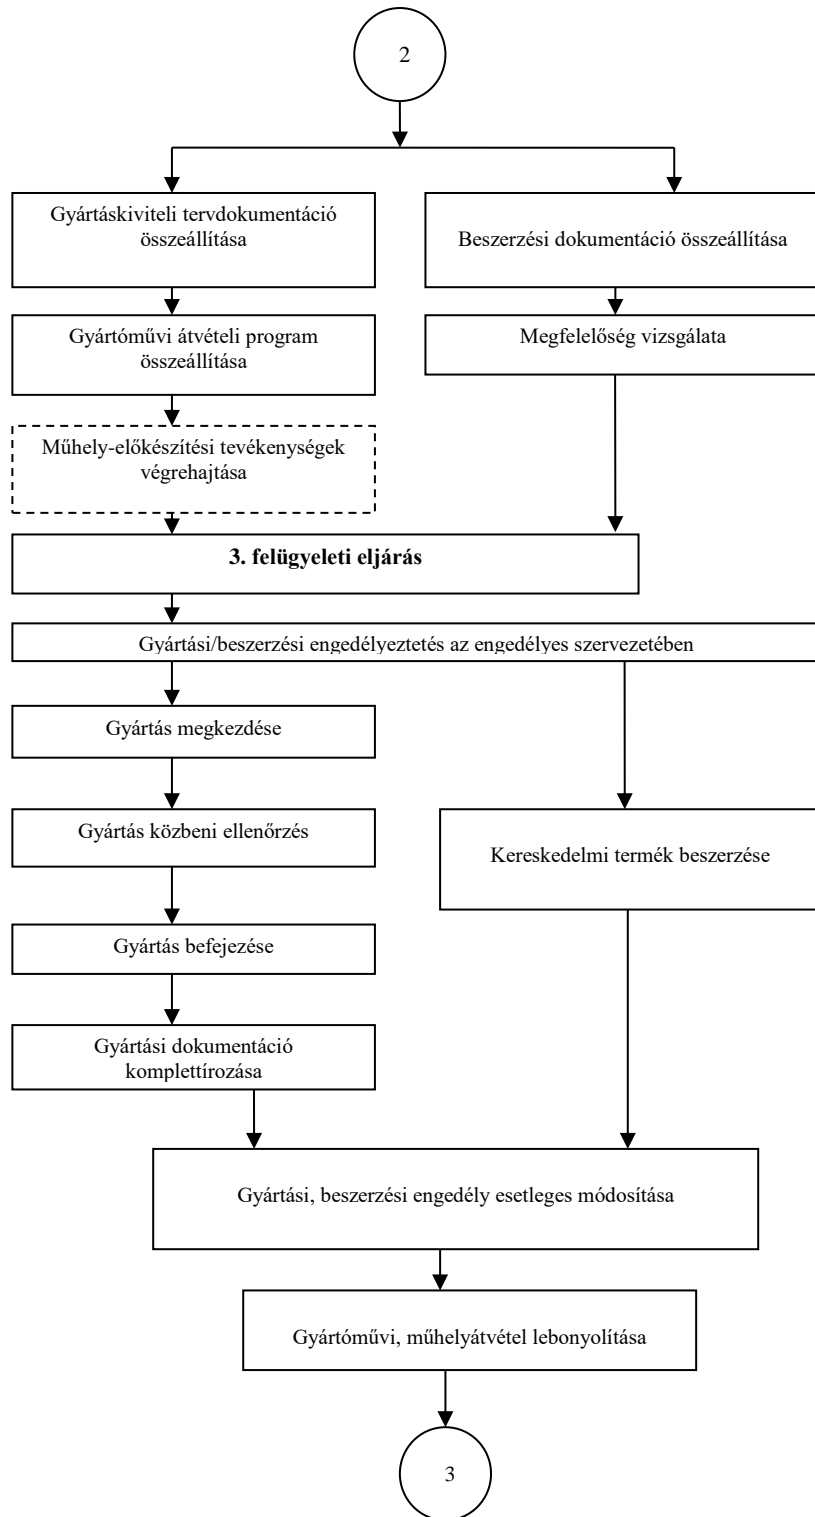 2
Gyártáskiviteli tervdokumentáció
összeállítása
Beszerzési dokumentáció összeállítása
Gyártóművi átvételi program
összeállítása
Megfelelőség vizsgálata
Műhely-előkészítési tevékenységek
végrehajtása
3. felügyeleti eljárás
Gyártási/beszerzési engedélyeztetés az engedélyes szervezetében
Gyártás megkezdése
Gyártás közbeni ellenőrzés
Kereskedelmi termék beszerzése
Gyártás befejezése
Gyártási dokumentáció
komplettírozása
Gyártási, beszerzési engedély esetleges módosítása
Gyártóművi, műhelyátvétel lebonyolítása
3